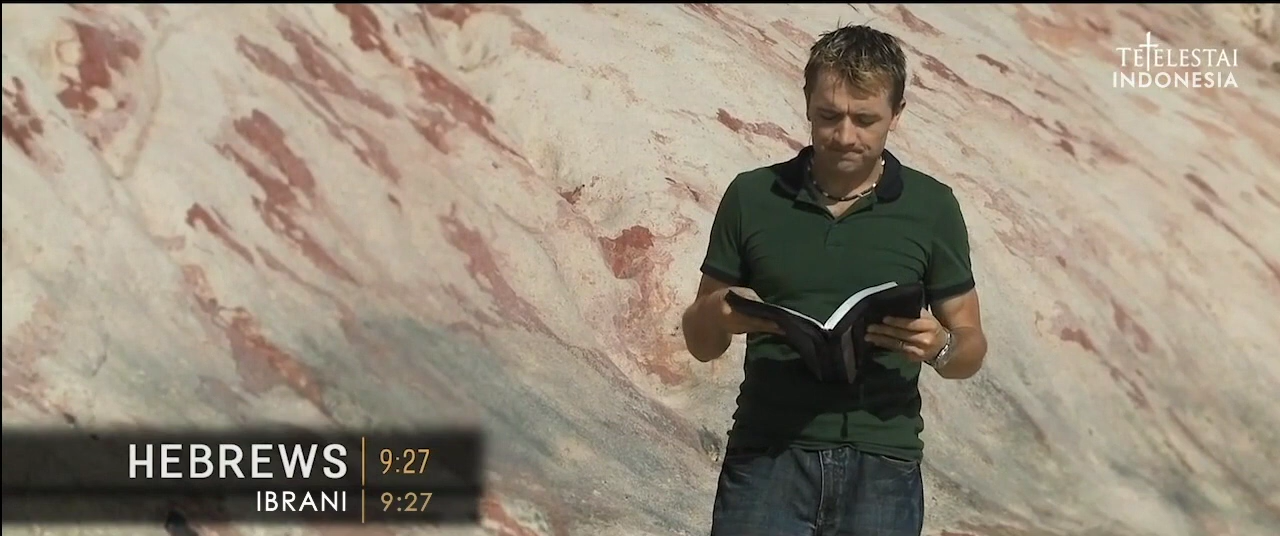 TETELESTAI
INDONESIA
HEBREWS | 9:27
IBRANI | 9:27